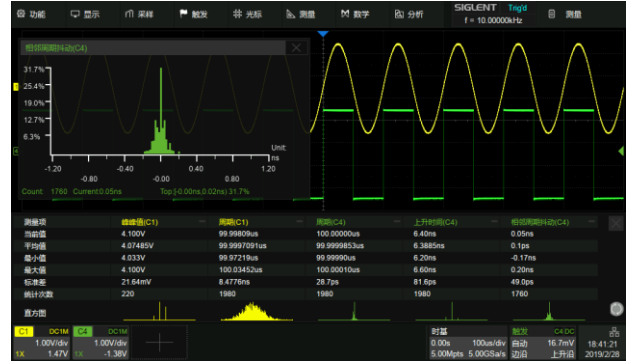 功能 显示 采样 触发 光标 测量 数学 分析 SIGLENT Trig'd 测量
f = 10.00000kHz
相邻周期抖动(C4)
31.7%
25.4%
19.0%
12.7%
6.3%
Unit:
ns
-1.20 -0.40 0.40 1.20
-0.80 -0.00 0.80
Count: 1760 Current:0.05ns Top:[-0.00ns,0.02ns):31.7%
测量项 峰峰值(C1) 周期(C1) 周期(C4) 上升时间(C4) 相邻周期抖动(C4)
当前值 4.100V 99.99809us 100.00000us 6.40ns 0.05ns
平均值 4.07485V 99.9997091us 99.9999853us 6.3885ns 0.1ps
最小值 4.033V 99.97219us 99.99990us 6.20ns -0.17ns
最大值 4.100V 100.03452us 100.00010us 6.60ns 0.20ns
标准差 21.64mV 8.4776ns 28.7ps 81.6ps 49.0ps
统计次数 220 1980 1980 1980 1760
直方图
C1 DC1M C4 DC1M 时基 触发 C4 DC
1.00V/div 1.00V/div 0.00s 100us/div 自动 16.7mV 18:41:21
1X 1.47V 1X -1.38V 5.00Mpts 5.00GSa/s 边沿 上升沿 2019/2/28